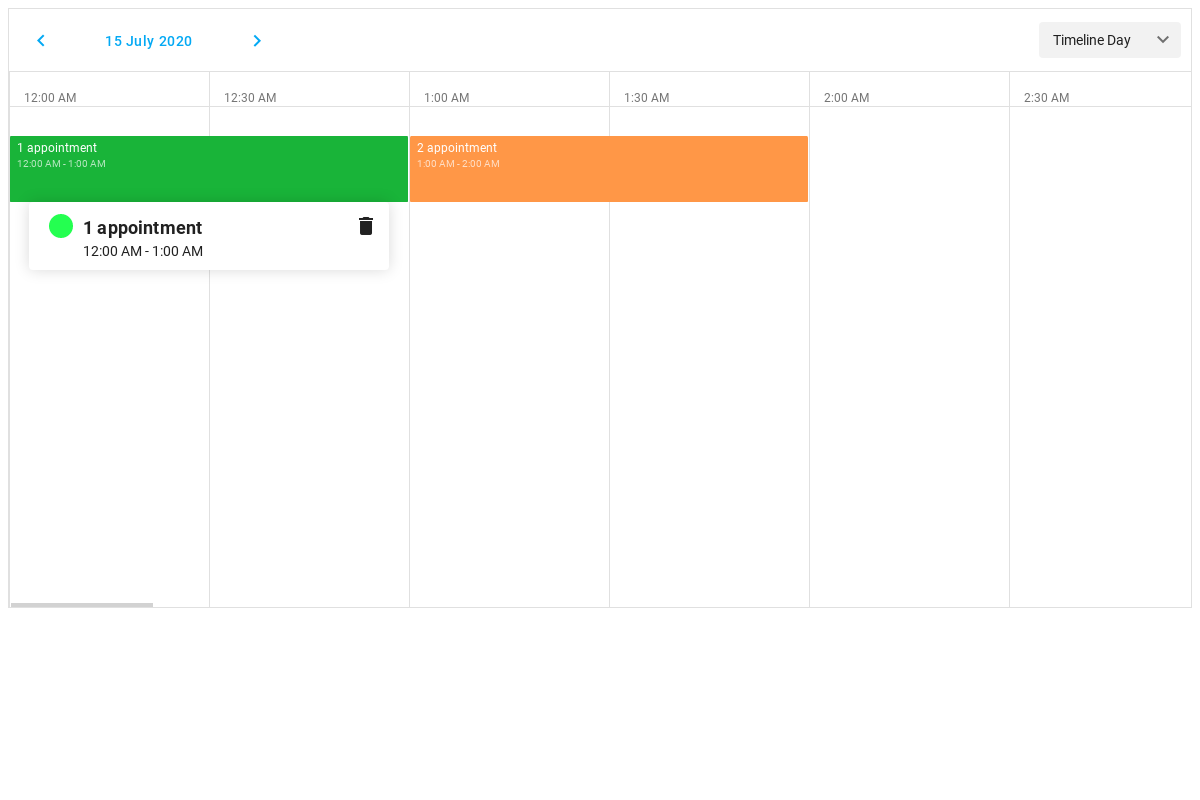 15 July 2020
Timeline Day
12:00 AM
12:30 AM
1:00 AM
1:30 AM
2:00 AM
2:30 AM
1 appointment
12:00 AM - 1:00 AM
2 appointment
1:00 AM - 2:00 AM
1 appointment
12:00 AM - 1:00 AM